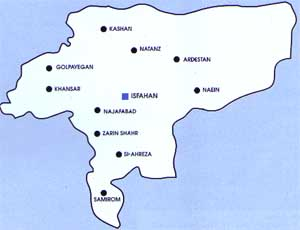 KASHAN
NATANZ
ARDESTAN
GOLPAYEGAN
KHANSAR
NAEIN
ISFAHAN
NAJAFABAD
ZARIN SHAHR
SHAHREZA
SAMIROM